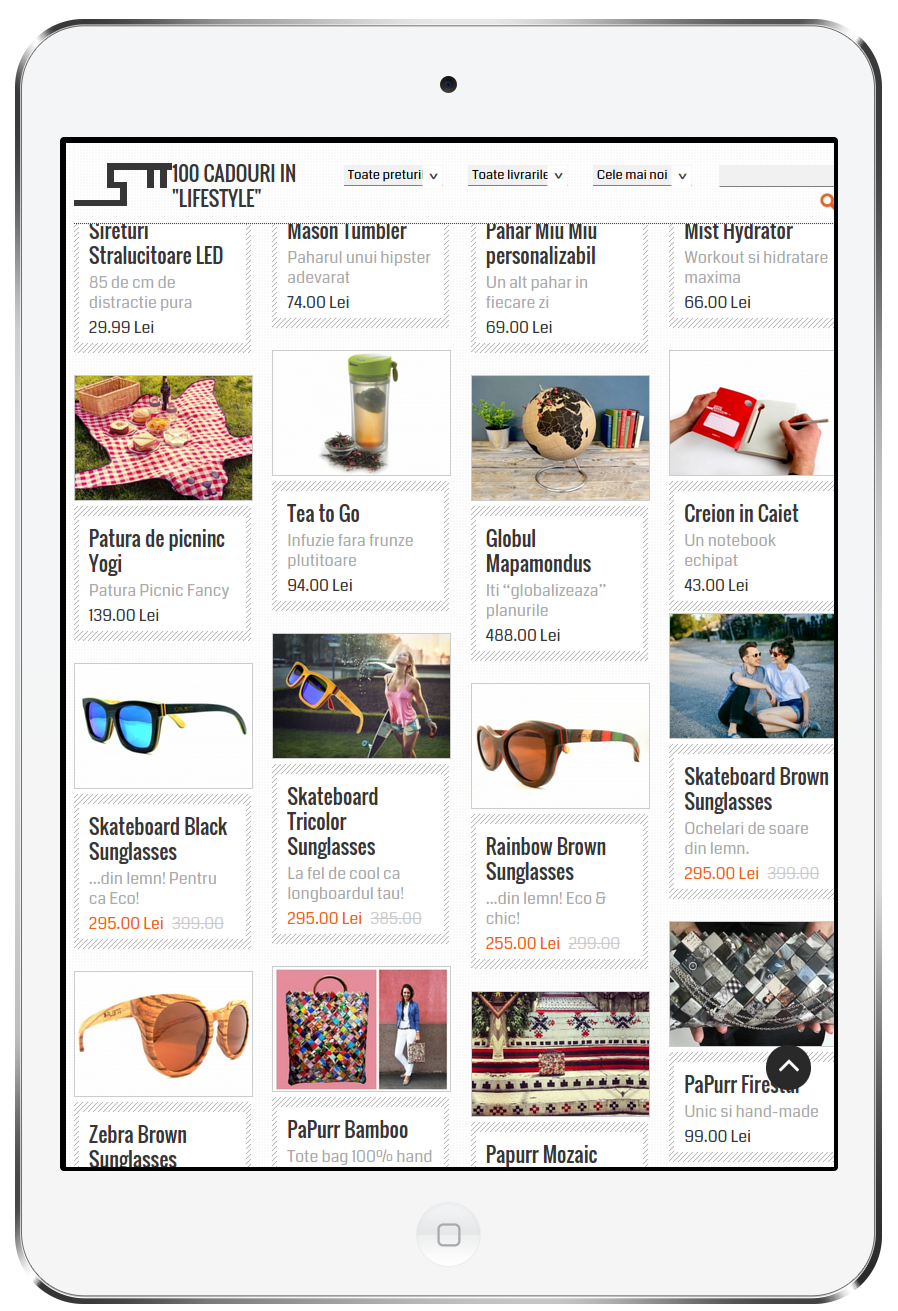 100 CADOURI IN
"LIFESTYLE"
Toate preturi
Toate livrarile
Cele mai noi
Sireturi
Stralucitoare LED
85 de cm de
distractie pura
29.99 Lei
Patura de picninc
Yogi
Patura Picnic Fancy
139.00 Lei
Skateboard Black
Sunglasses
...din lemn! Pentru
ca Eco!
295.00 Lei 399.00
Zebra Brown
Sunglasses
Mason Tumbler
Paharul unui hipster
adevarat
74.00 Lei
Tea to Go
Infuzie fara frunze
plutitoare
94.00 Lei
Skateboard
Tricolor
Sunglasses
La fel de cool ca
longboardul tau!
295.00 Lei 385.00
PaPurr Bamboo
Tote bag 100% hand
Pahar Miu Miu
personalizabil
Un alt pahar in
fiecare zi
69.00 Lei
Globul
Mapamondus
Iti “globalizeaza”
planurile
488.00 Lei
Rainbow Brown
Sunglasses
...din lemn! Eco &
chic!
255.00 Lei 299.00
Papurr Mozaic
Mist Hydrator
Workout si hidratare
maxima
66.00 Lei
Creion in Caiet
Un notebook
echipat
43.00 Lei
Skateboard Brown
Sunglasses
Ochelari de soare
din lemn.
295.00 Lei 399.00
PaPurr Firestar
Unic si hand-made
99.00 Lei